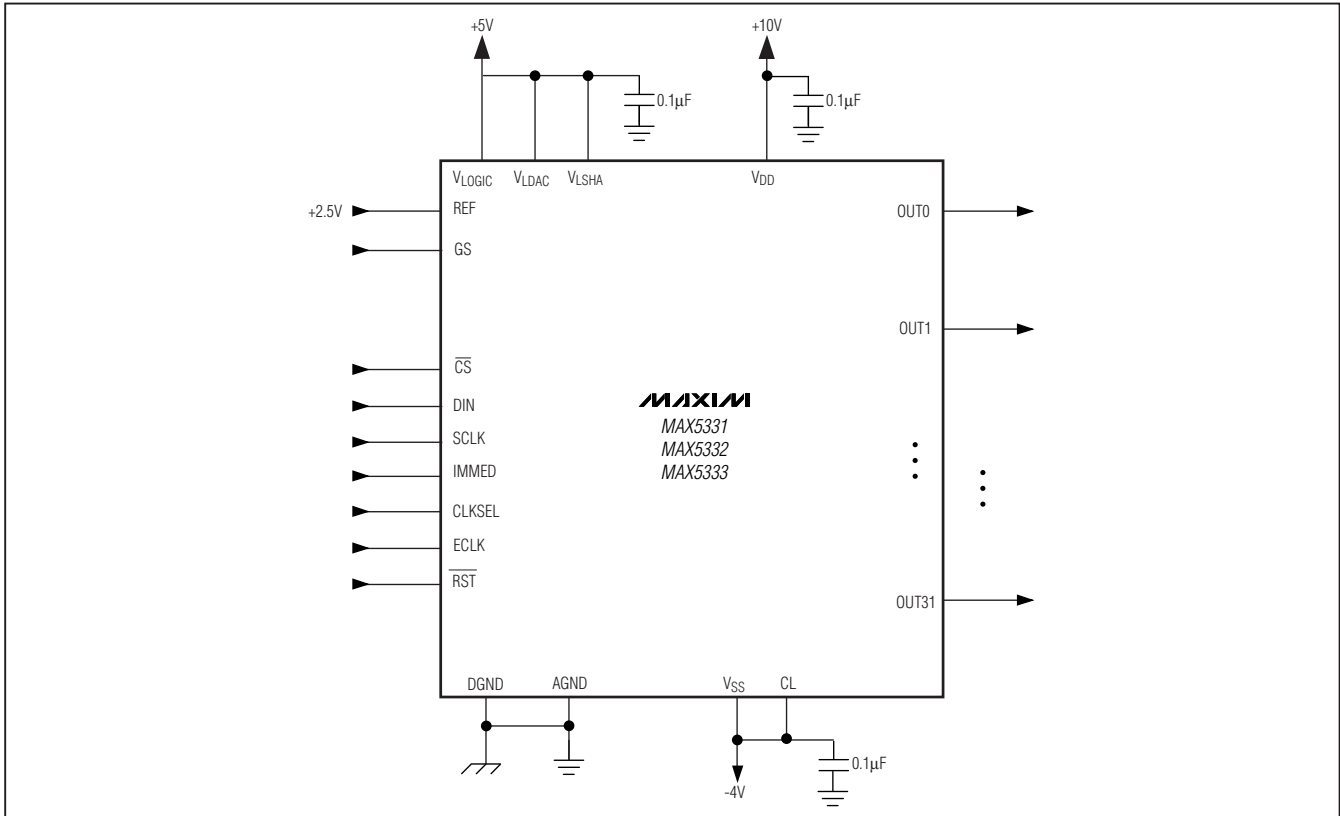 +5V
+10V
0.1µF
0.1µF
VLOGIC VLDAC VLSHA VDD
+2.5V REF
OUT0
GS
OUT1
CS
DIN
MAXIM
MAX5331
SCLK
MAX5332
IMMED
MAX5333
CLKSEL
ECLK
RST
OUT31
DGND AGND VSS CL
0.1µF
-4V